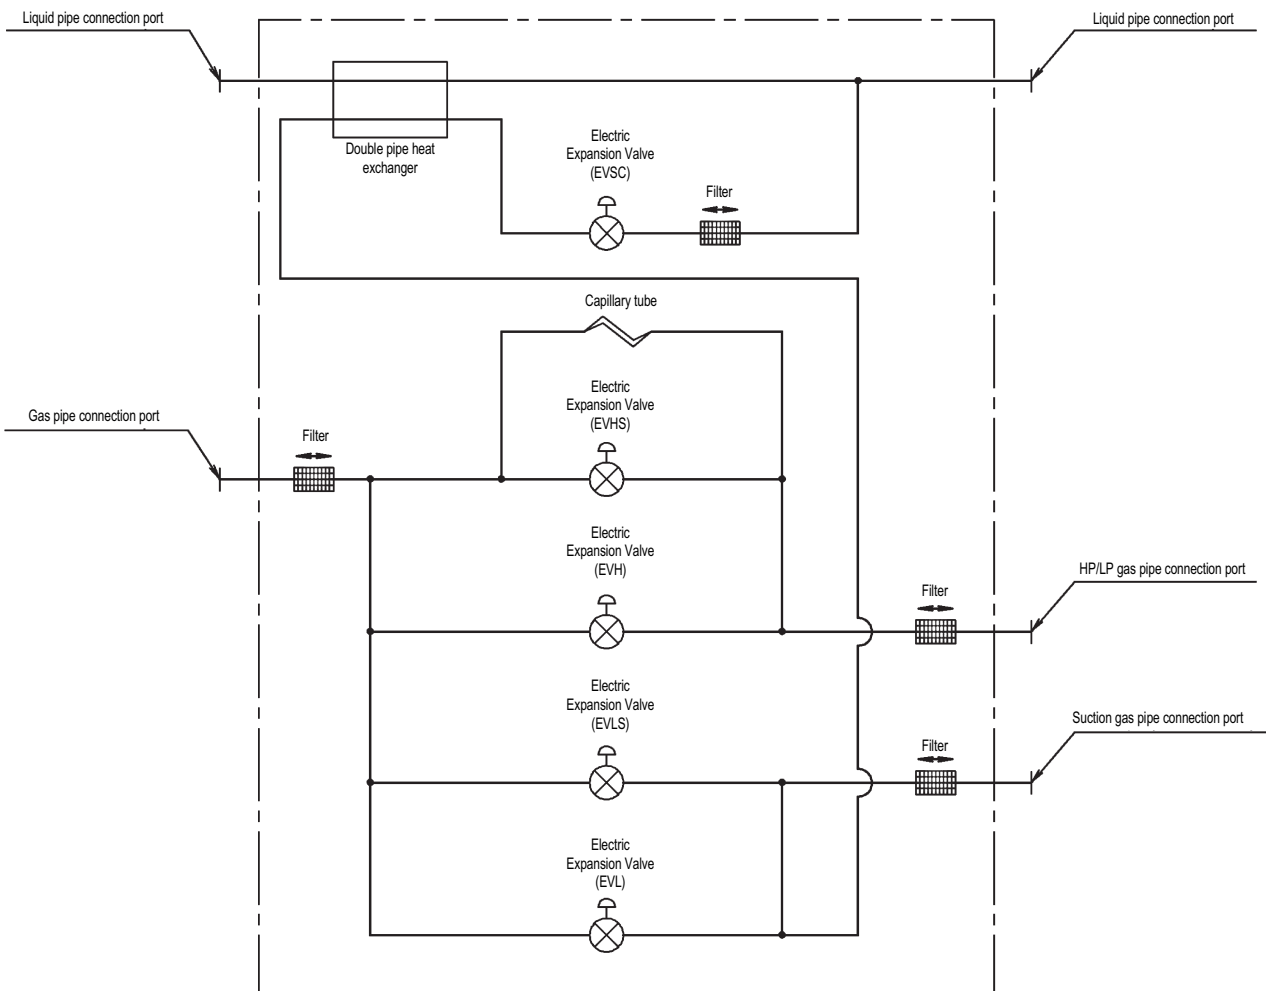 Liquid pipe connection port
Liquid pipe connection port
Double pipe heat
exchanger
Electric
Expansion Valve
(EVSC)
Filter
Capillary tube
Electric
Expansion Valve
(EVHS)
Gas pipe connection port
Filter
Electric
Expansion Valve
(EVH)
HP/LP gas pipe connection port
Filter
Electric
Expansion Valve
(EVLS)
Suction gas pipe connection port
Filter
Electric
Expansion Valve
(EVL)